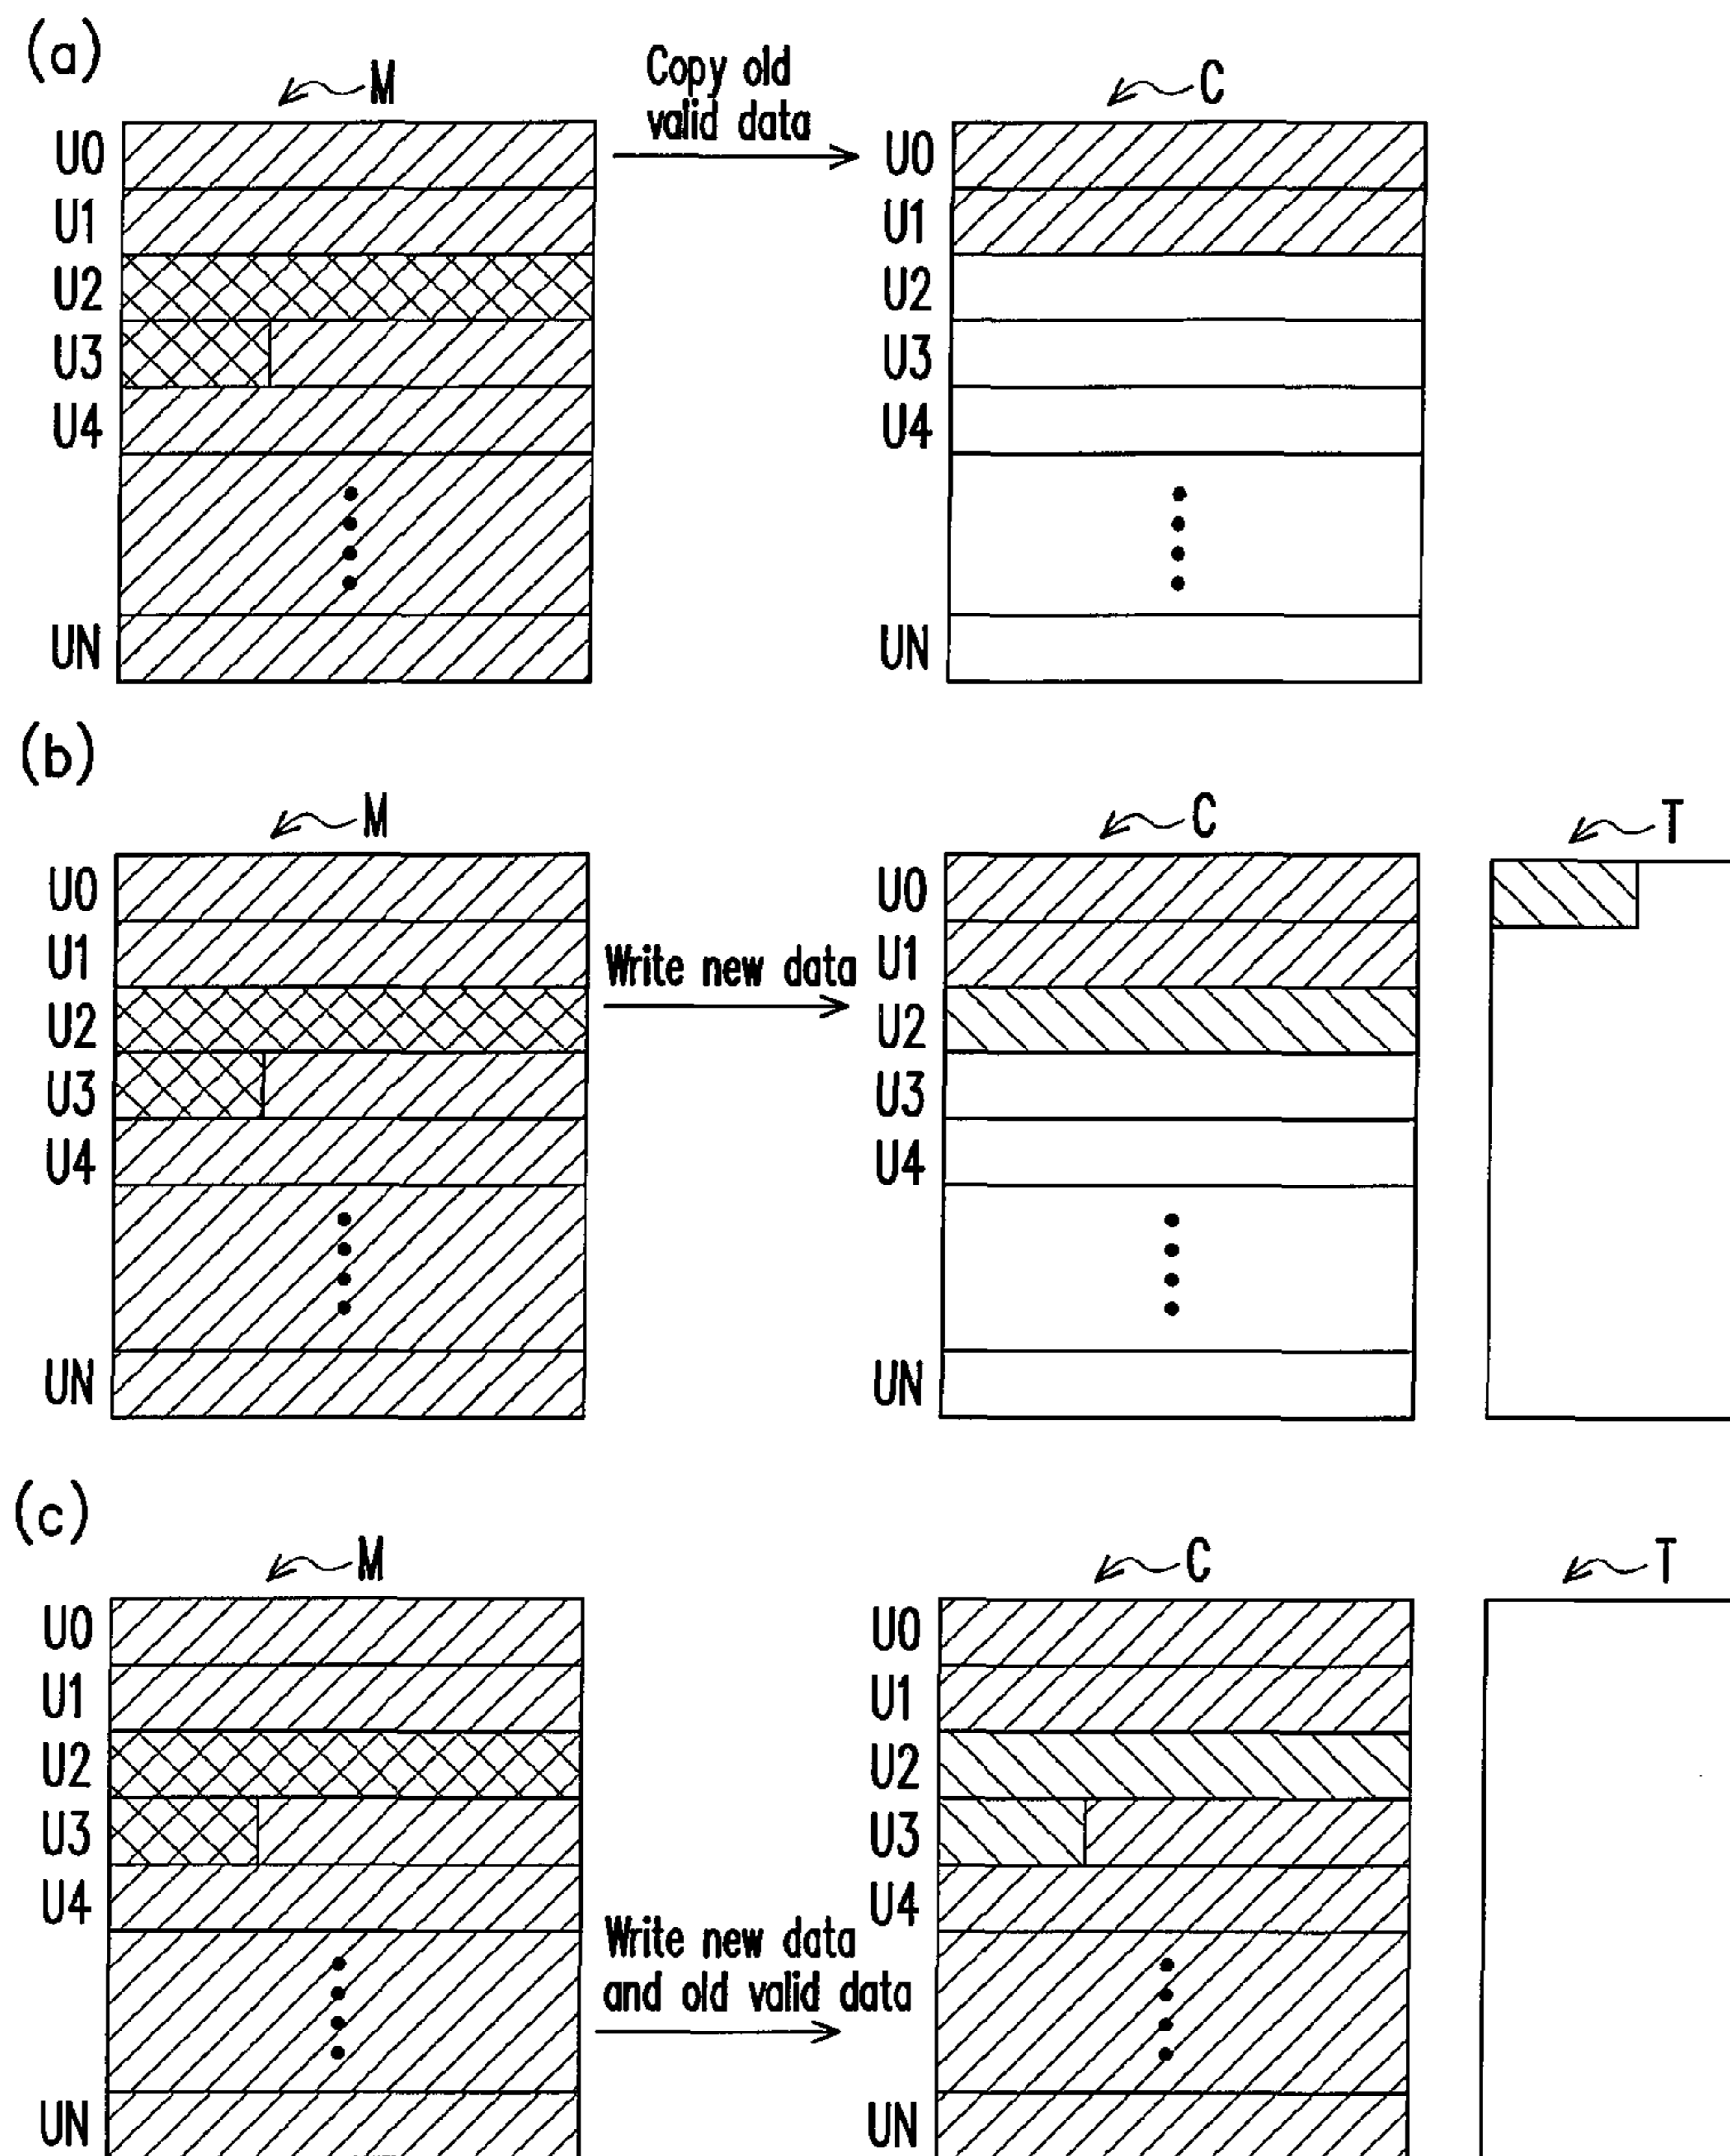 (a)
M
Copy old
valid data
C
U0
U1
U2
U3
U4
UN
U0
U1
U2
U3
U4
UN
(b)
M
Write new data
C
T
U0
U1
U2
U3
U4
UN
U0
U1
U2
U3
U4
UN
(c)
M
Write new data
and old valid data
C
T
U0
U1
U2
U3
U4
UN
U0
U1
U2
U3
U4
UN